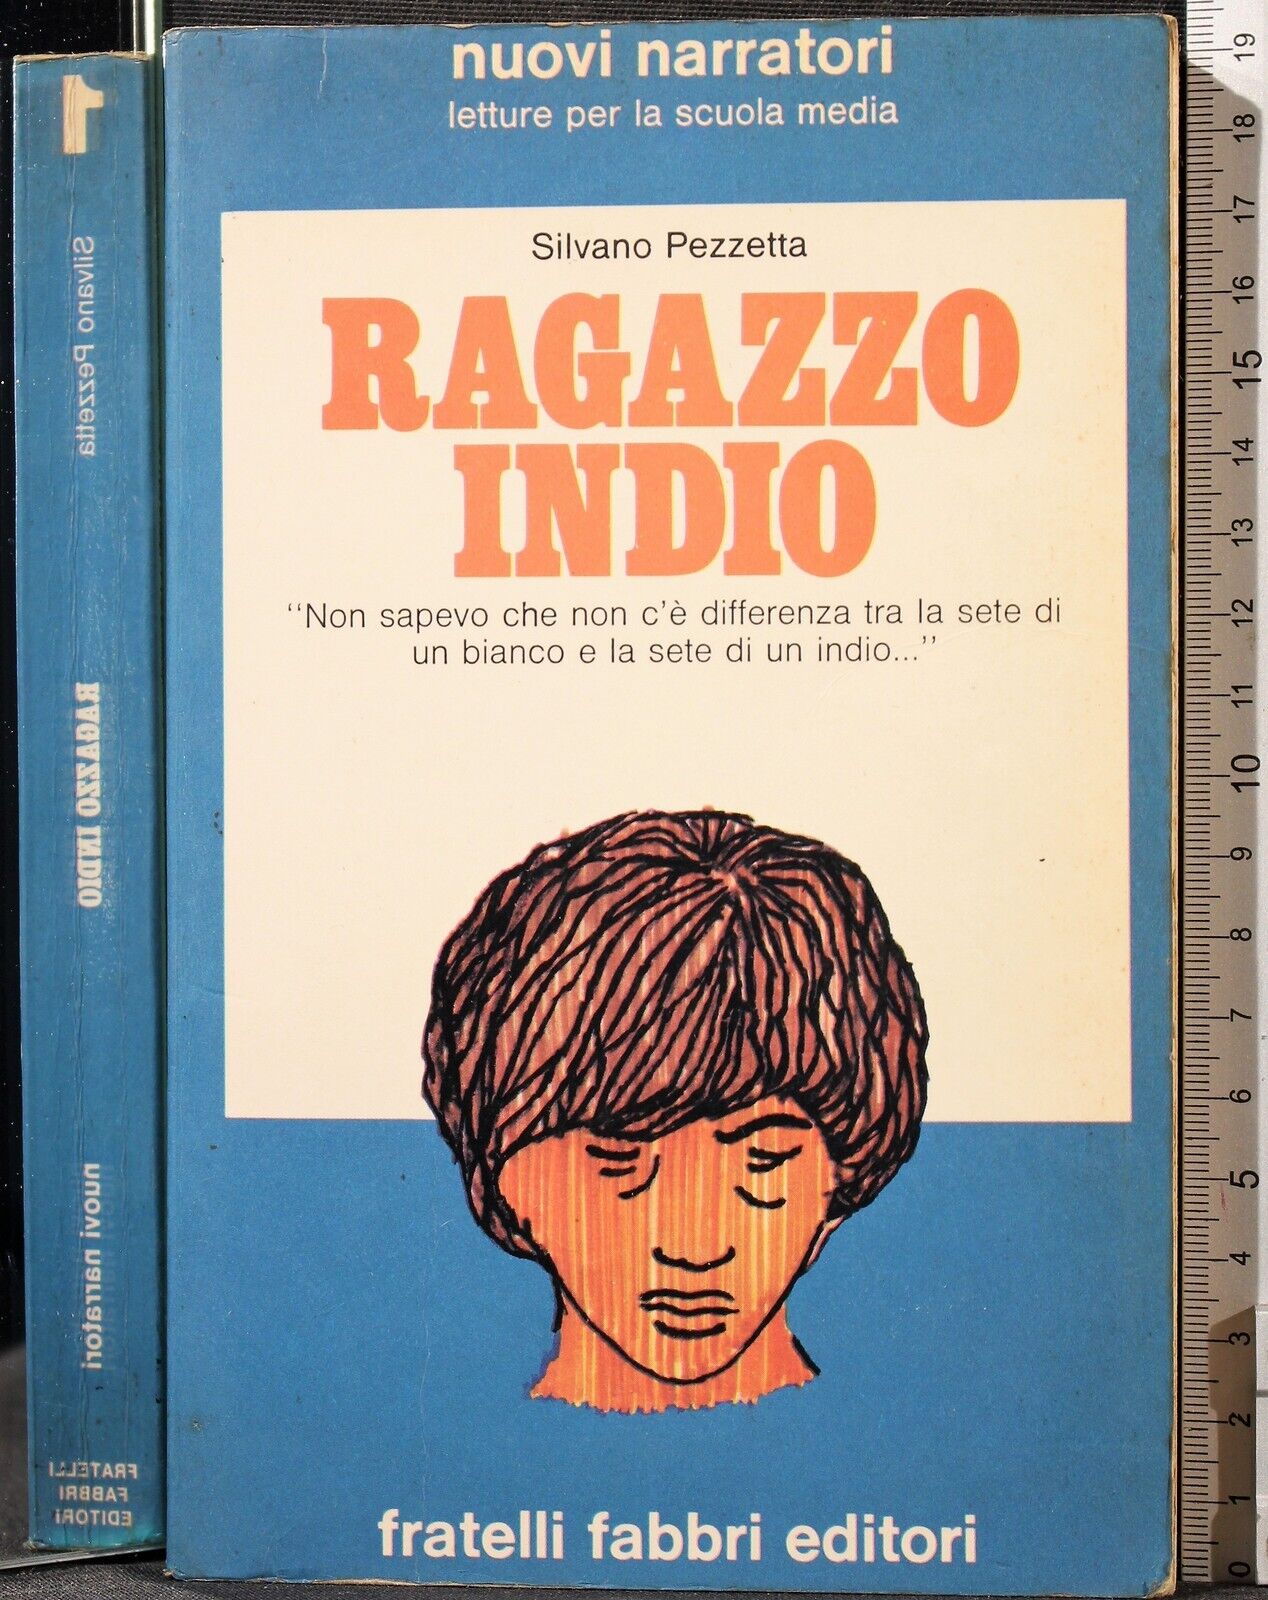 nuovi narratori
letture per la scuola media
Silvano Pezzetta
RAGAZZO
INDIO
“Non sapevo che non c'è differenza tra la sete di
un bianco e la sete di un indio...”
fratelli fabbri editori
1
Silvano Pezzetta
RAGAZZO INDIO
nuovi narratori
FRATELLI
FABBRI
EDITORI
19
18
17
16
15
14
13
12
11
10
9
8
7
6
5
4
3
2
1
0